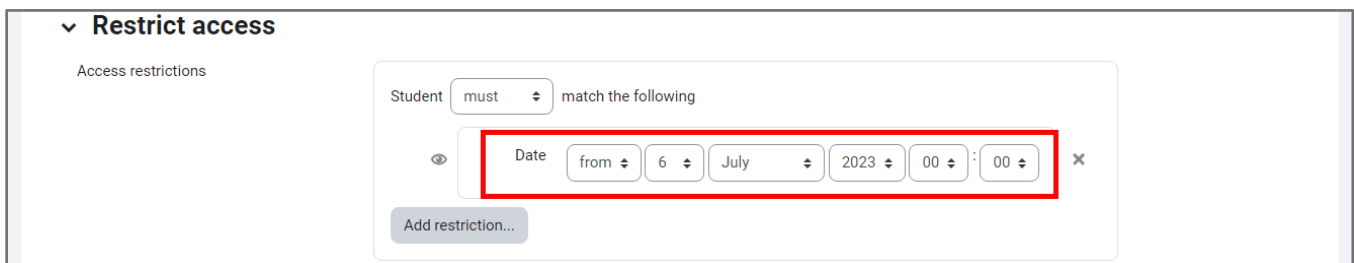 Restrict access
Access restrictions
Student must match the following
Date from 6 July 2023 00 : 00
Add restriction...